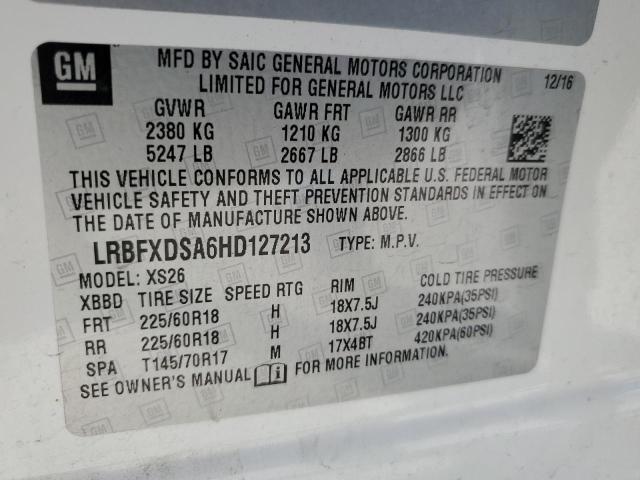 GM
MFD BY SAIC GENERAL MOTORS CORPORATION
LIMITED FOR GENERAL MOTORS LLC
12/16
GVWR GAWR FRT GAWR RR
2380 KG 1210 KG 1300 KG
5247 LB 2667 LB 2866 LB
THIS VEHICLE CONFORMS TO ALL APPLICABLE U.S. FEDERAL MOTOR
VEHICLE SAFETY AND THEFT PREVENTION STANDARDS IN EFFECT ON
THE DATE OF MANUFACTURE SHOWN ABOVE.
LRBFXDSA6HD127213 TYPE: M.P.V.
MODEL: XS26
XBBD TIRE SIZE SPEED RTG RIM COLD TIRE PRESSURE
FRT 225/60R18 H 18X7.5J 240KPA(35PSI)
RR 225/60R18 H 18X7.5J 240KPA(35PSI)
SPA T145/70R17 M 17X4BT 420KPA(60PSI)
SEE OWNER'S MANUAL i FOR MORE INFORMATION.